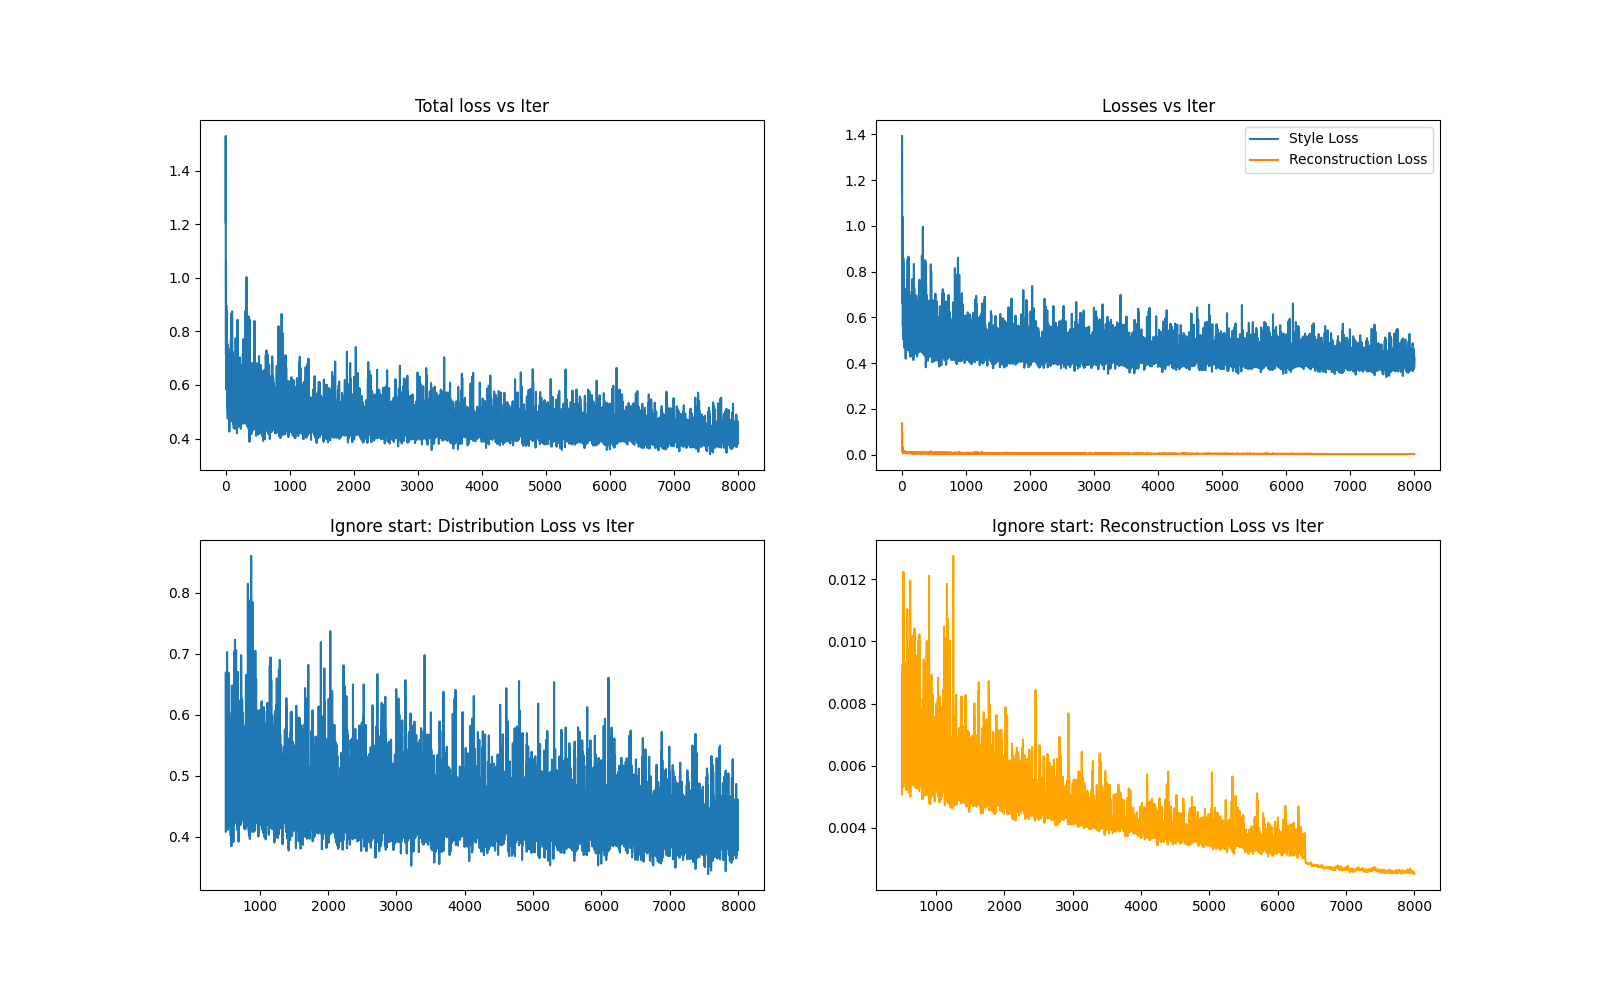 Total loss vs Iter
1.4
1.2
1.0
0.8
0.6
0.4
0 1000 2000 3000 4000 5000 6000 7000 8000
Losses vs Iter
Style Loss
Reconstruction Loss
1.4
1.2
1.0
0.8
0.6
0.4
0.2
0.0
0 1000 2000 3000 4000 5000 6000 7000 8000
Ignore start: Distribution Loss vs Iter
0.8
0.7
0.6
0.5
0.4
1000 2000 3000 4000 5000 6000 7000 8000
Ignore start: Reconstruction Loss vs Iter
0.012
0.010
0.008
0.006
0.004
1000 2000 3000 4000 5000 6000 7000 8000